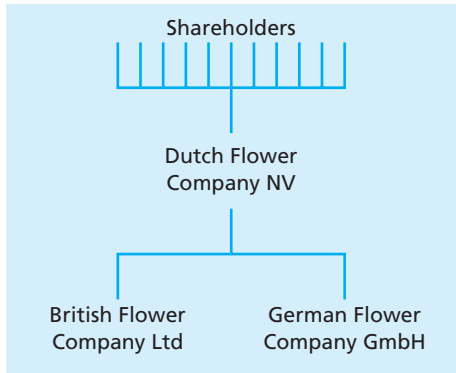 Shareholders
Dutch Flower
Company NV
British Flower
Company Ltd
German Flower
Company GmbH